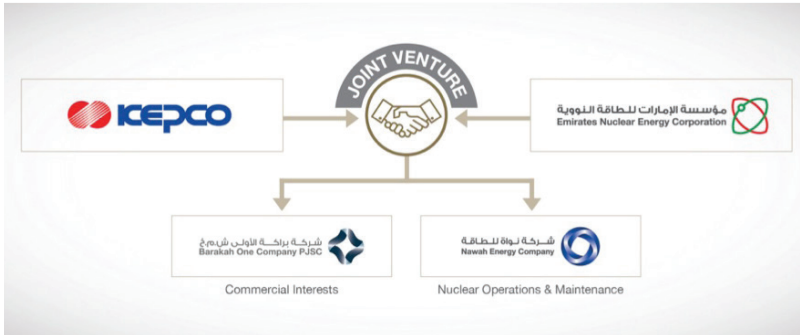 JOINT VENTURE
KEPCO
مؤسسة الإمارات للطاقة النووية
Emirates Nuclear Energy Corporation
شركة براكة الأولى ش.م.خ
Barakah One Company PJSC
Commercial Interests
شركة نواة للطاقة
Nawah Energy Company
Nuclear Operations & Maintenance